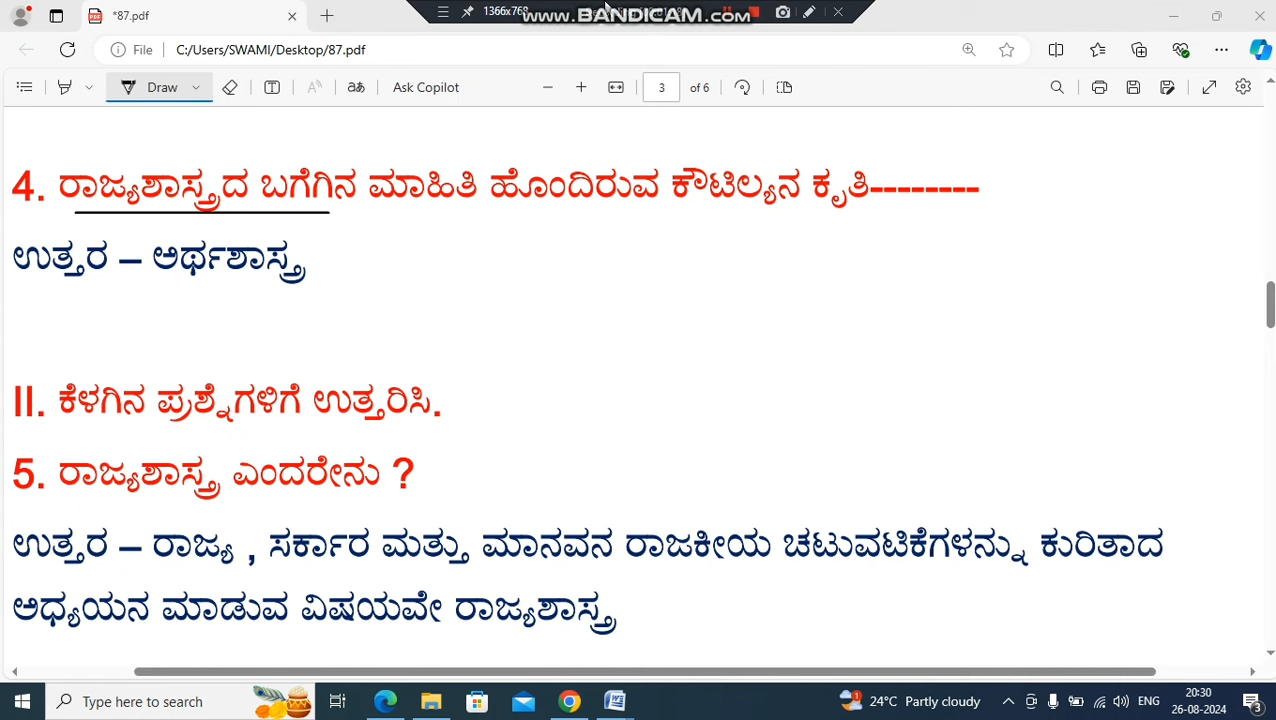 *87.pdf
1366x768
www.BANDICAM.com
File C:/Users/SWAMI/Desktop/87.pdf
Draw Ask Copilot 3 of 6
4. ರಾಜ್ಯಶಾಸ್ತ್ರದ ಬಗೆಗಿನ ಮಾಹಿತಿ ಹೊಂದಿರುವ ಕೌಟಿಲ್ಯನ ಕೃತಿ--------
ಉತ್ತರ – ಅರ್ಥಶಾಸ್ತ್ರ
II. ಕೆಳಗಿನ ಪ್ರಶ್ನೆಗಳಿಗೆ ಉತ್ತರಿಸಿ.
5. ರಾಜ್ಯಶಾಸ್ತ್ರ ಎಂದರೇನು ?
ಉತ್ತರ – ರಾಜ್ಯ , ಸರ್ಕಾರ ಮತ್ತು ಮಾನವನ ರಾಜಕೀಯ ಚಟುವಟಿಕೆಗಳನ್ನು ಕುರಿತಾದ
ಅಧ್ಯಯನ ಮಾಡುವ ವಿಷಯವೇ ರಾಜ್ಯಶಾಸ್ತ್ರ
Type here to search 24°C Partly cloudy ENG 20:30
26-08-2024